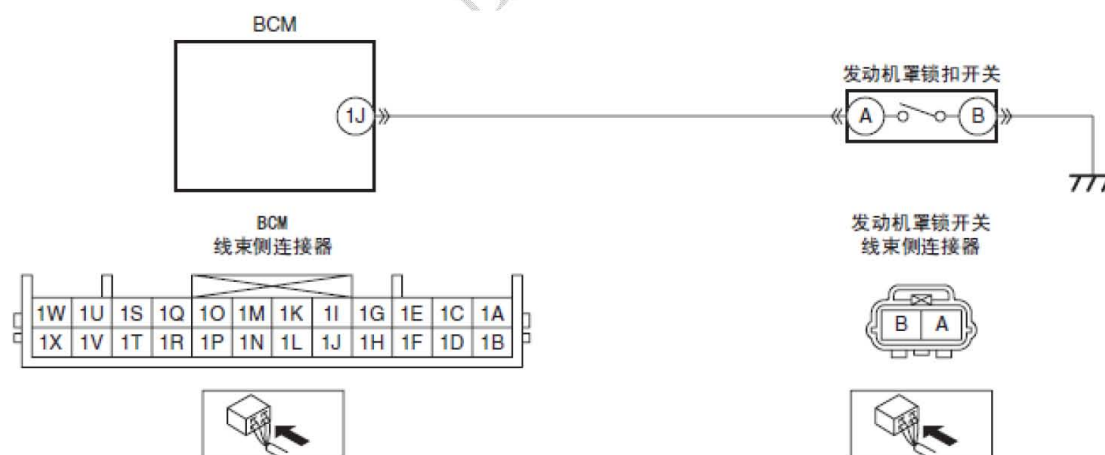 BCM
发动机罩锁扣开关
1J
A
B
BCM
线束侧连接器
发动机罩锁开关
线束侧连接器
1W 1U 1S 1Q 1O 1M 1K 1I 1G 1E 1C 1A
1X 1V 1T 1R 1P 1N 1L 1J 1H 1F 1D 1B
B A